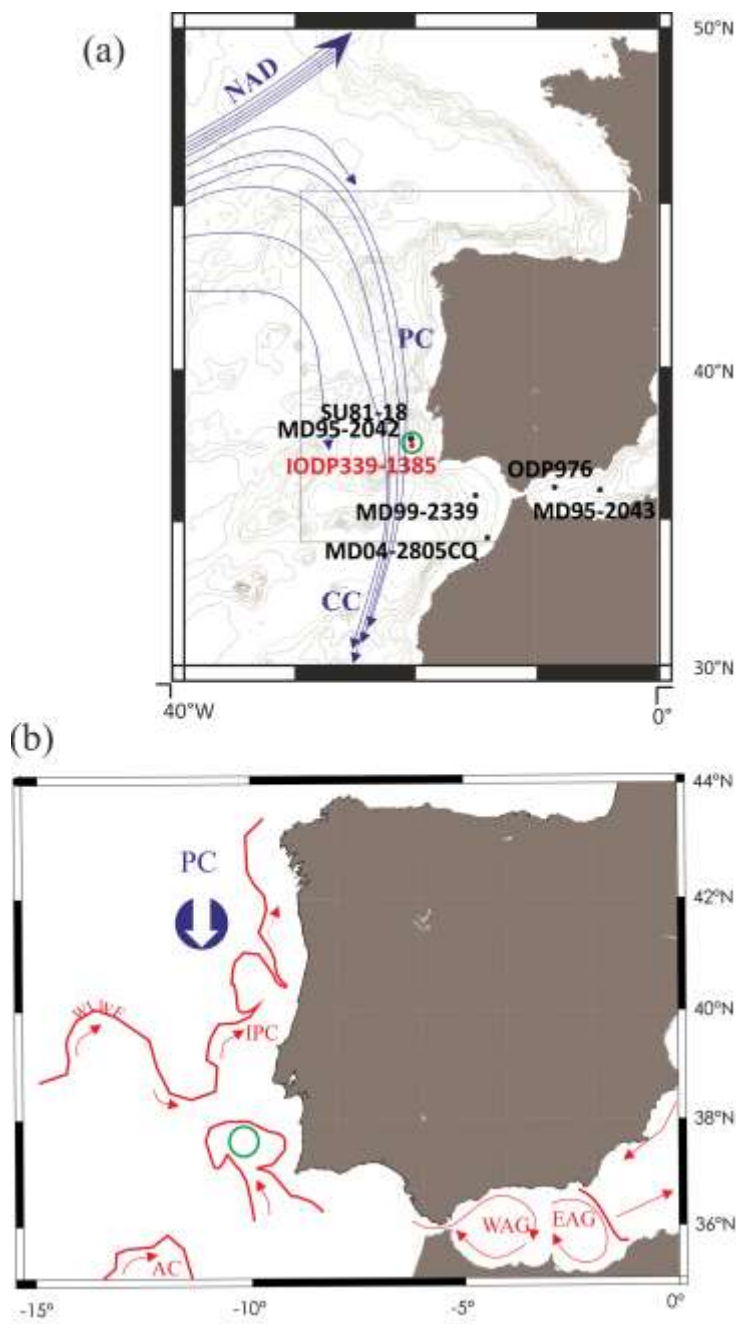 (a)
50°N
NAD
PC
40°N
SU81-18
MD95-2042
IODP339-1385
ODP976
MD99-2339
MD95-2043
MD04-2805CQ
CC
30°N
40°W
0°
(b)
44°N
PC
42°N
40°N
IPC
38°N
WAG
EAG
36°N
AC
-15°
-10°
-5°
0°